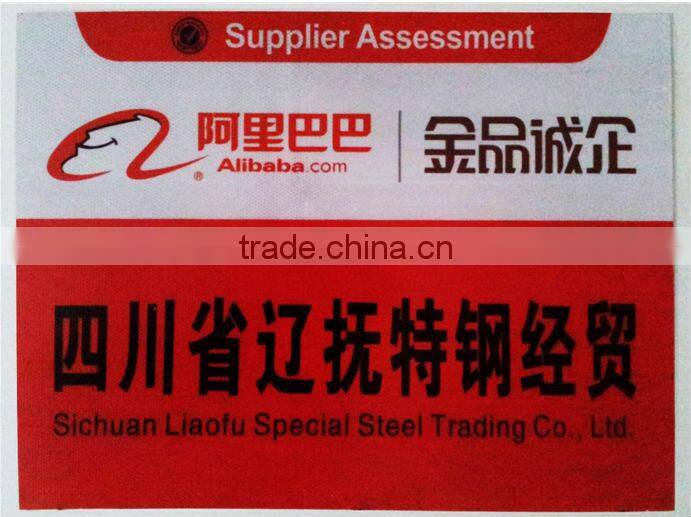 Supplier Assessment
阿里巴巴
Alibaba.com
金品诚企
trade.china.cn
四川省辽抚特钢经贸
Sichuan Liaofu Special Steel Trading Co., Ltd.